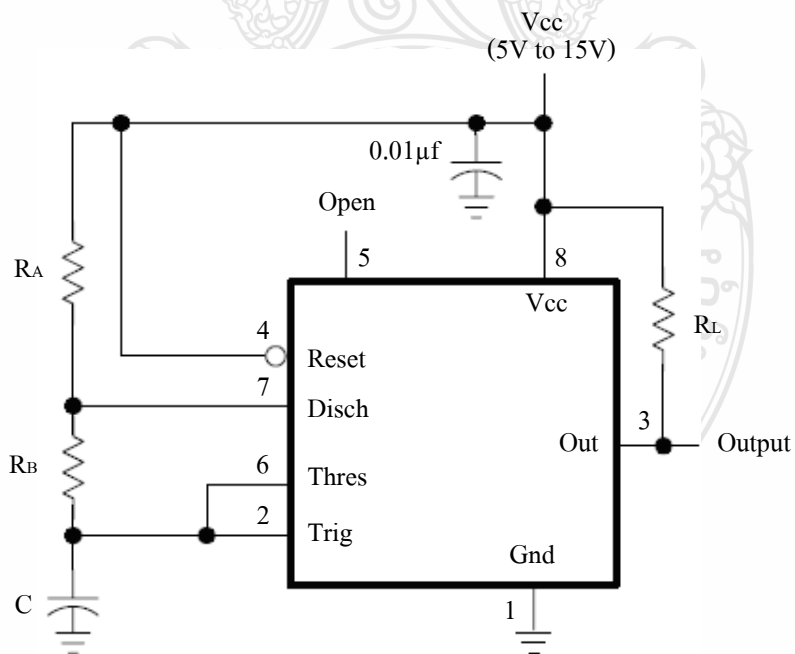 Vcc
(5V to 15V)
0.01µf
Open
5
8
Vcc
RA
RL
4
Reset
7
Disch
3
Out
Output
RB
6
Thres
2
Trig
Gnd
C
1